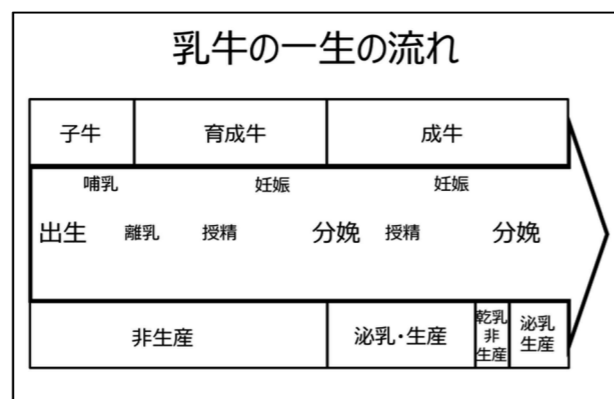 乳牛の一生の流れ
子牛 育成牛 成牛
哺乳 妊娠 妊娠
出生 離乳 授精 分娩 授精 分娩
非生産 泌乳・生産 乾乳 非 生産 泌乳 生産